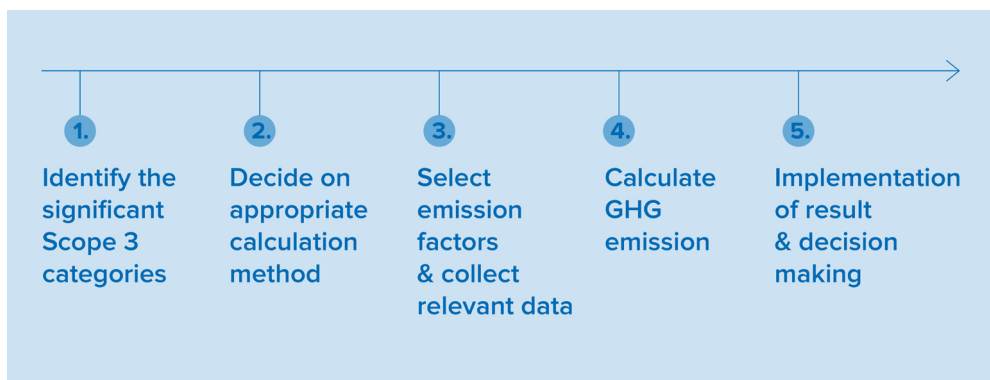 1.
Identify the
significant
Scope 3
categories
2.
Decide on
appropriate
calculation
method
3.
Select
emission
factors
& collect
relevant data
4.
Calculate
GHG
emission
5.
Implementation
of result
& decision
making